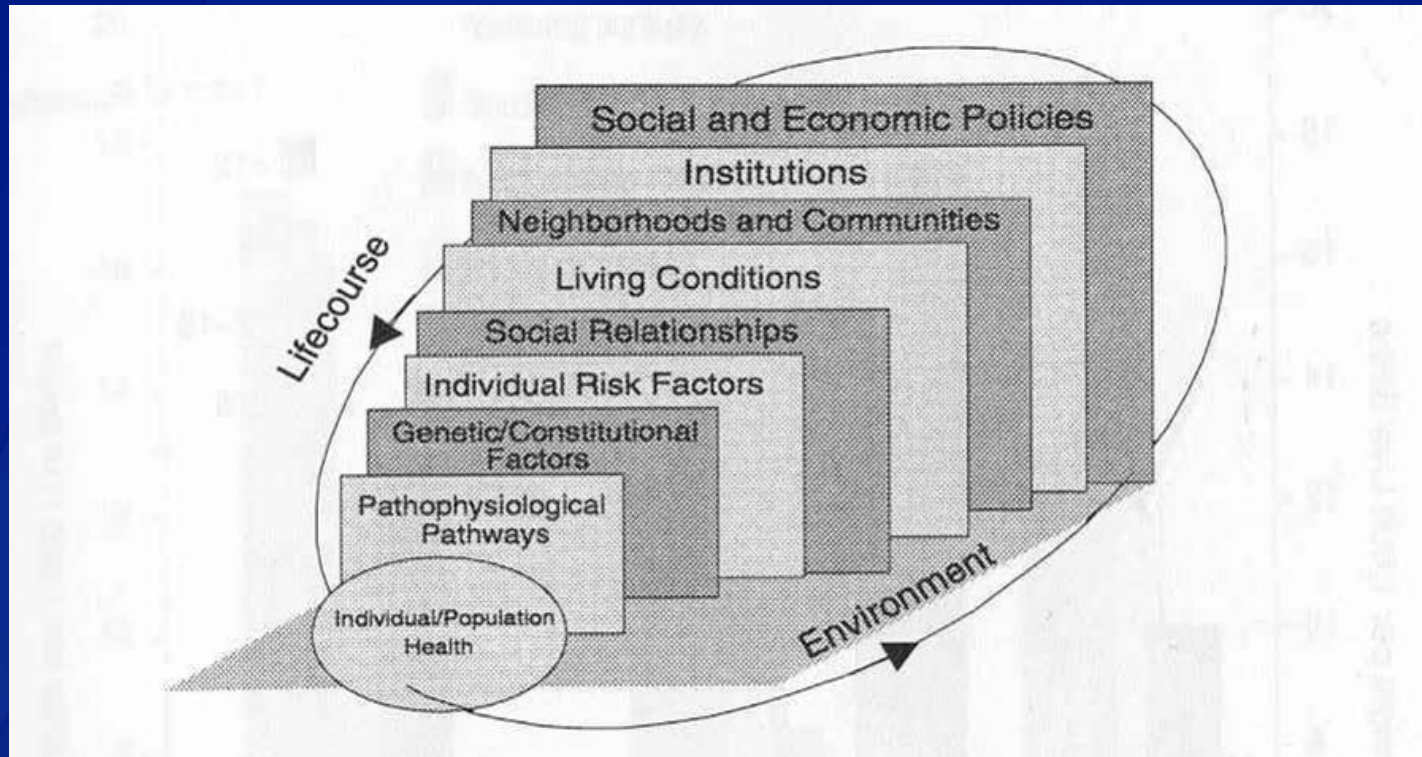 Social and Economic Policies
Institutions
Neighborhoods and Communities
Living Conditions
Social Relationships
Individual Risk Factors
Genetic/Constitutional
Factors
Pathophysiological
Pathways
Individual/Population
Health
Lifecourse
Environment